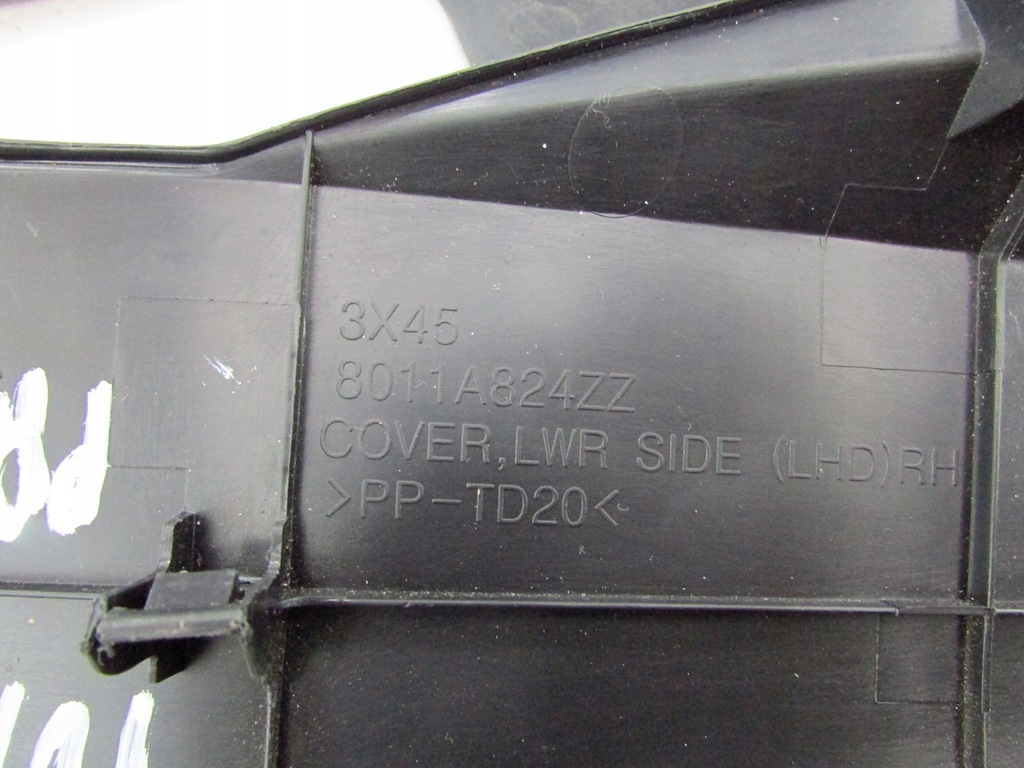 3X45
8011A824ZZ
COVER,LWR SIDE (LHD)RH
>PP-TD20<